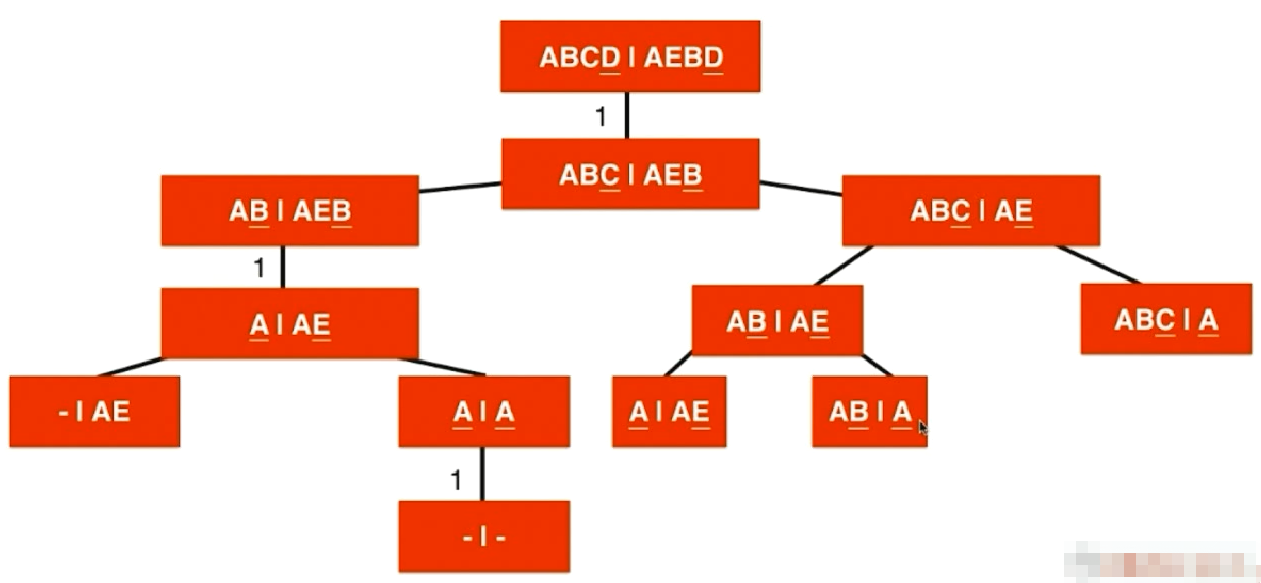 ABCD | AEBD
1
ABC | AEB
AB | AEB
ABC | AE
1
A | AE
AB | AE
ABC | A
- | AE
A | A
A | AE
AB | A
1
- | -